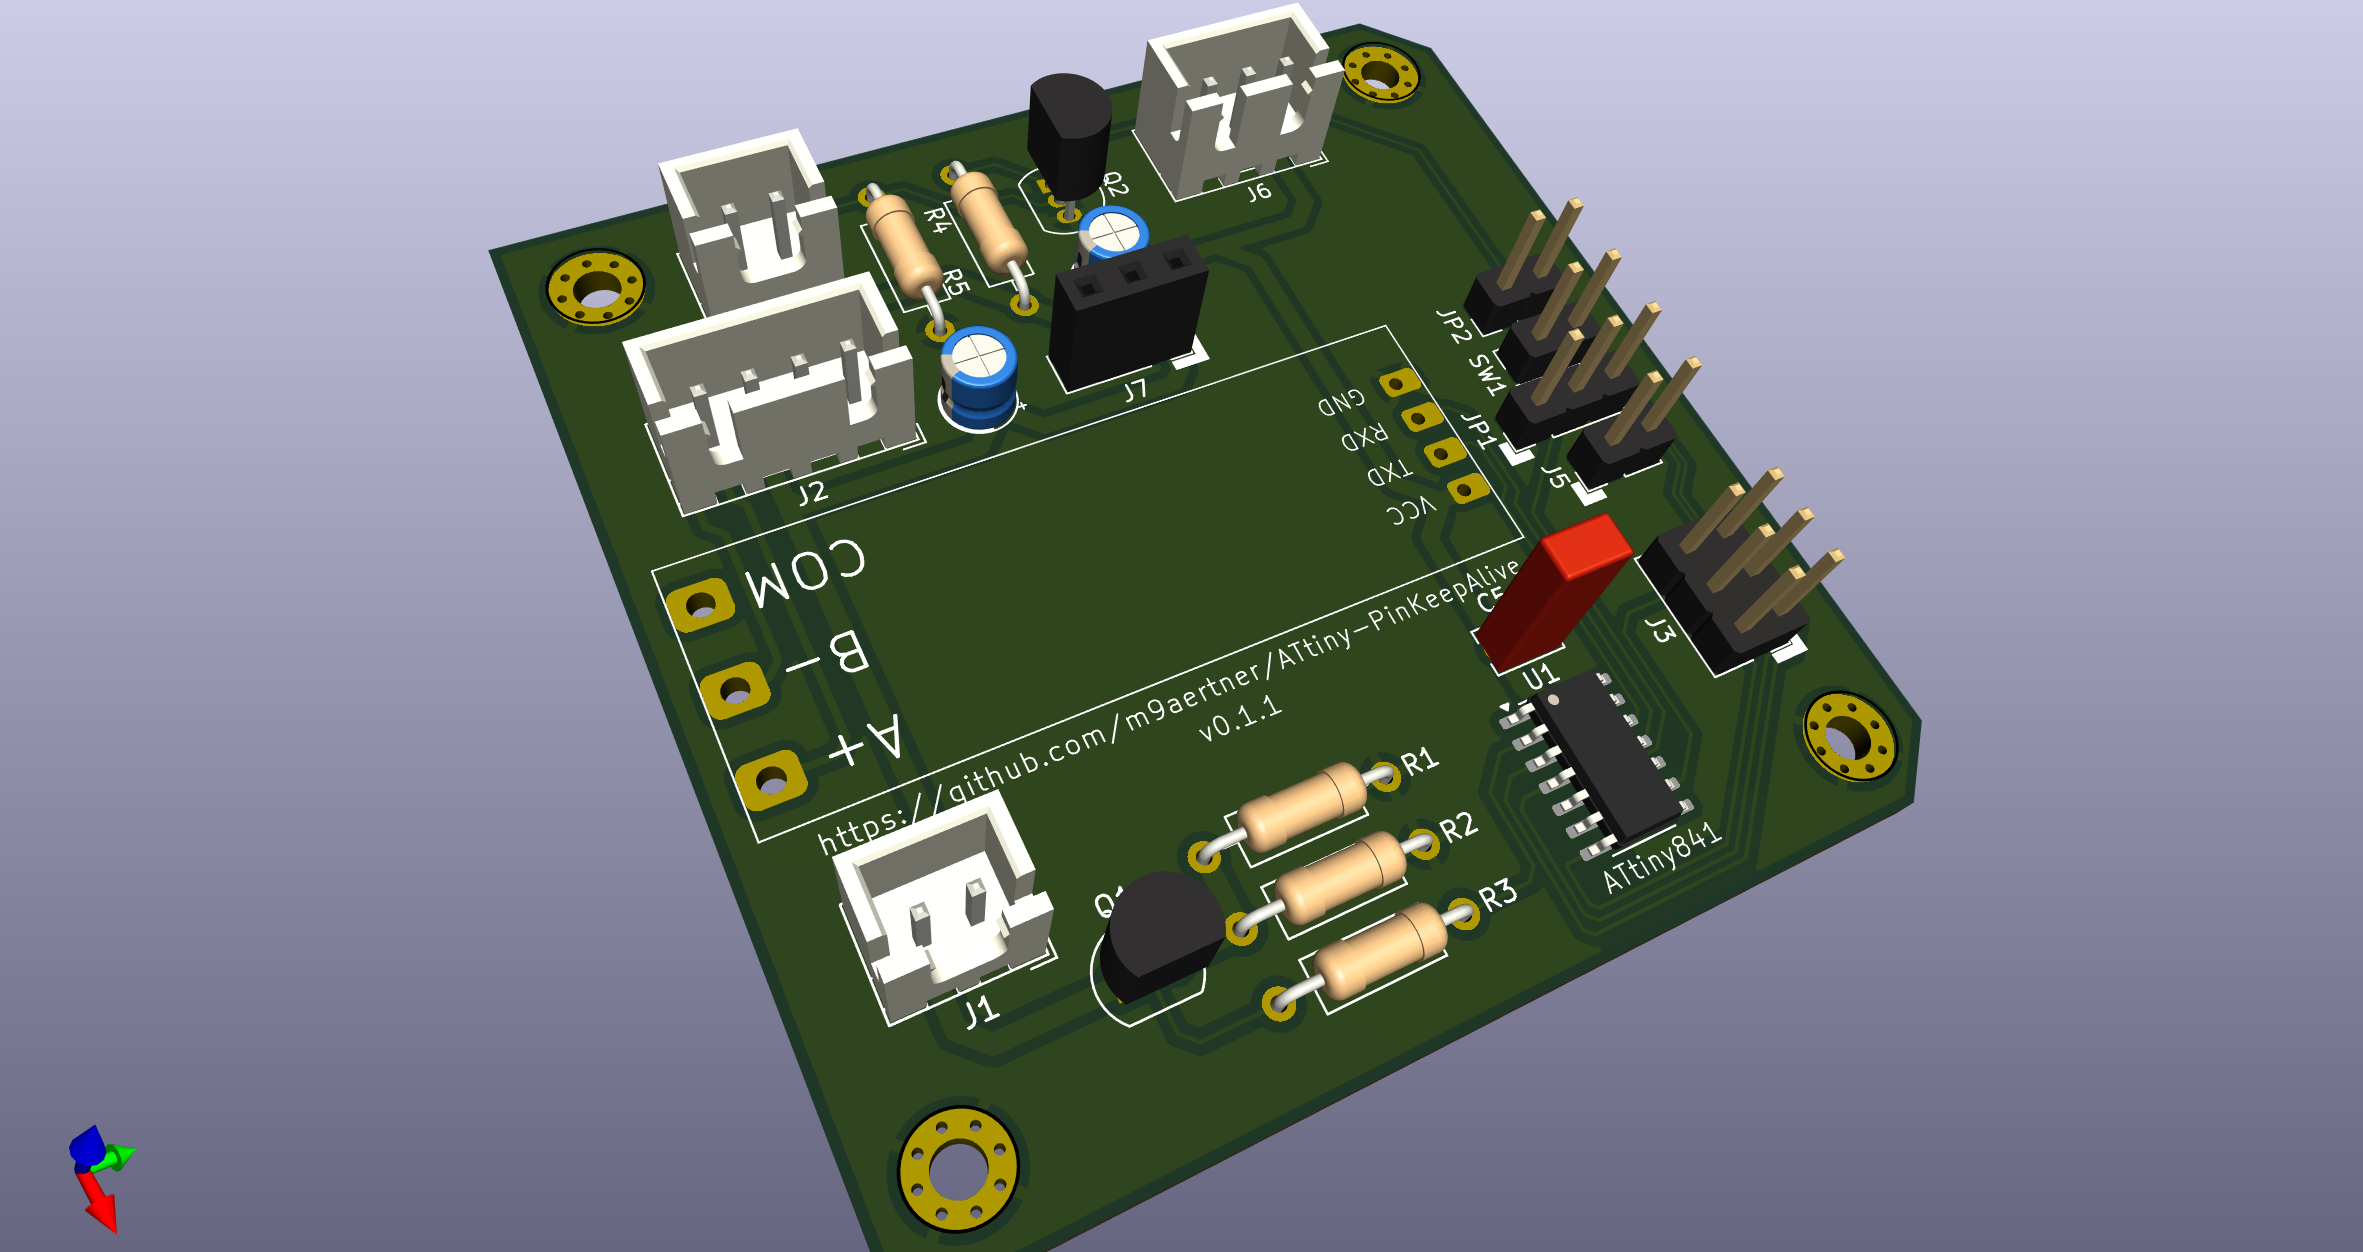 Q2
J6
R4
R5
JP2
SW1
J7
JP1
GND
RXD
TXD
VCC
J5
J2
COM
B-
A+
J3
https://github.com/m9aertner/ATtiny-PinKeepAlive
v0.1.1
U1
R1
R2
R3
ATtiny841
J1
+